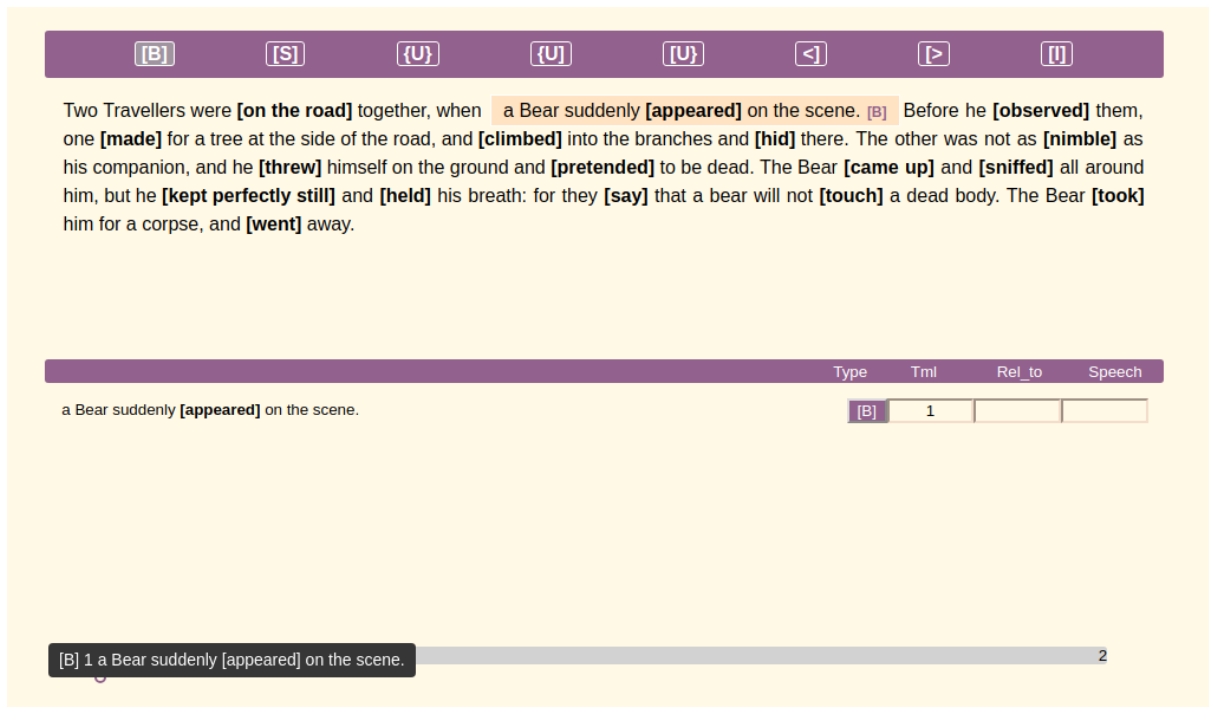 [B] [S] {U} {U] [U} <] [> [I]
Two Travellers were [on the road] together, when a Bear suddenly [appeared] on the scene. [B] Before he [observed] them,
one [made] for a tree at the side of the road, and [climbed] into the branches and [hid] there. The other was not as [nimble] as
his companion, and he [threw] himself on the ground and [pretended] to be dead. The Bear [came up] and [sniffed] all around
him, but he [kept perfectly still] and [held] his breath: for they [say] that a bear will not [touch] a dead body. The Bear [took]
him for a corpse, and [went] away.
Type Tml Rel_to Speech
a Bear suddenly [appeared] on the scene. [B] 1
[B] 1 a Bear suddenly [appeared] on the scene. 2